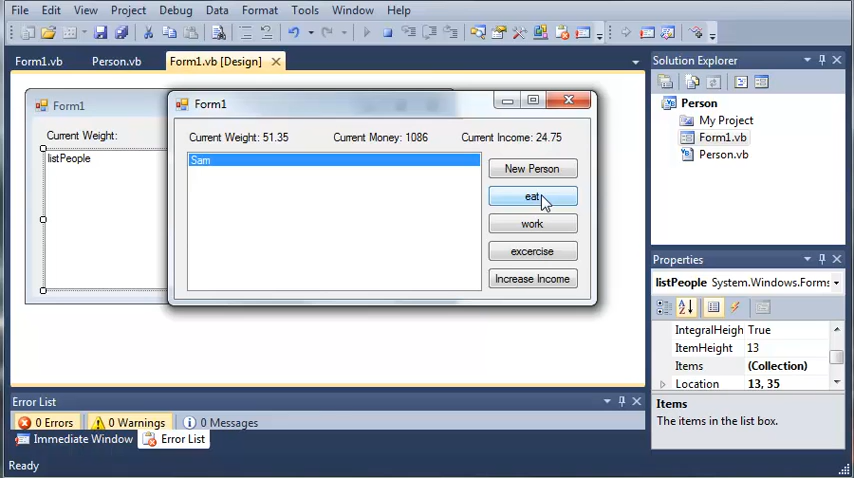 File Edit View Project Debug Data Format Tools Window Help
Form1.vb Person.vb Form1.vb [Design]
Form1
Current Weight:
listPeople
Form1
Current Weight: 51.35 Current Money: 1086 Current Income: 24.75
Sam
New Person
eat
work
excercise
Increase Income
Solution Explorer
Person
My Project
Form1.vb
Person.vb
Properties
listPeople System.Windows.Forms
IntegralHeigh True
ItemHeight 13
Items (Collection)
Location 13, 35
Items
The items in the list box.
Error List
0 Errors 0 Warnings 0 Messages
Immediate Window Error List
Ready